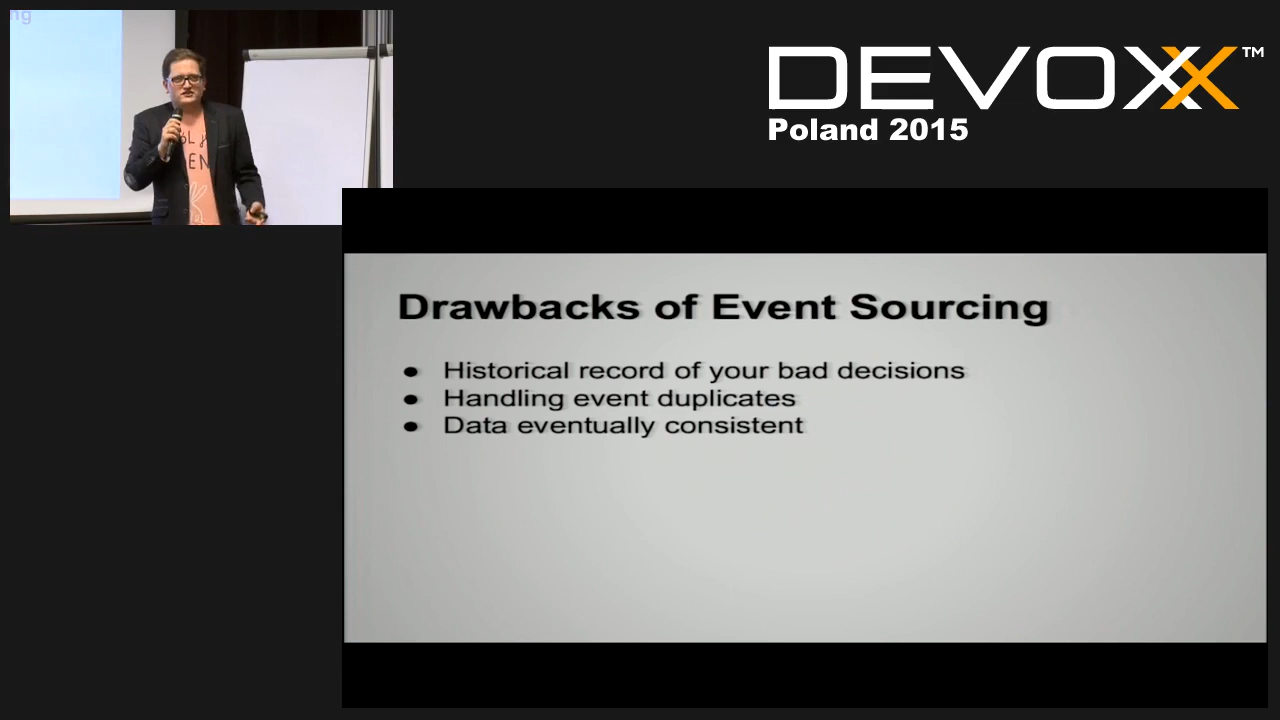 ng
DEVOXX™
Poland 2015
Drawbacks of Event Sourcing
● Historical record of your bad decisions
● Handling event duplicates
● Data eventually consistent